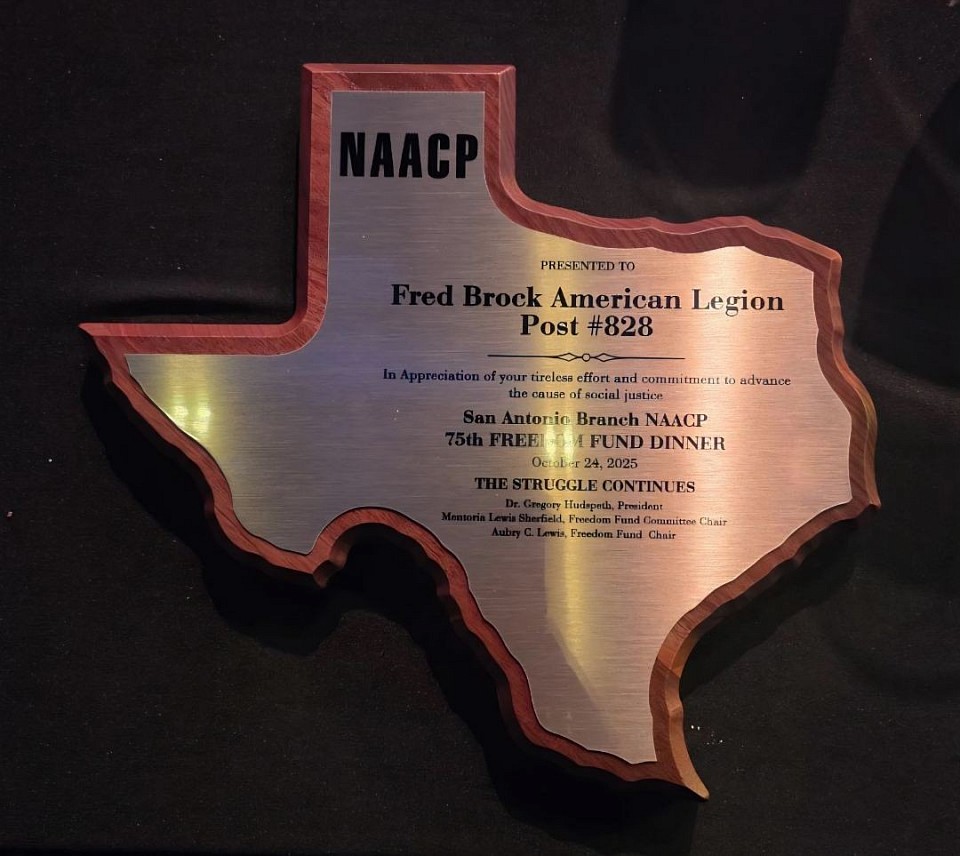 NAACP
PRESENTED TO
Fred Brock American Legion
Post #828
In Appreciation of your tireless effort and commitment to advance
the cause of social justice
San Antonio Branch NAACP
75th FREEDOM FUND DINNER
October 24, 2025
THE STRUGGLE CONTINUES
Dr. Gregory Hudspeth, President
Mentoria Lewis Sherfield, Freedom Fund Committee Chair
Aubry C. Lewis, Freedom Fund Chair